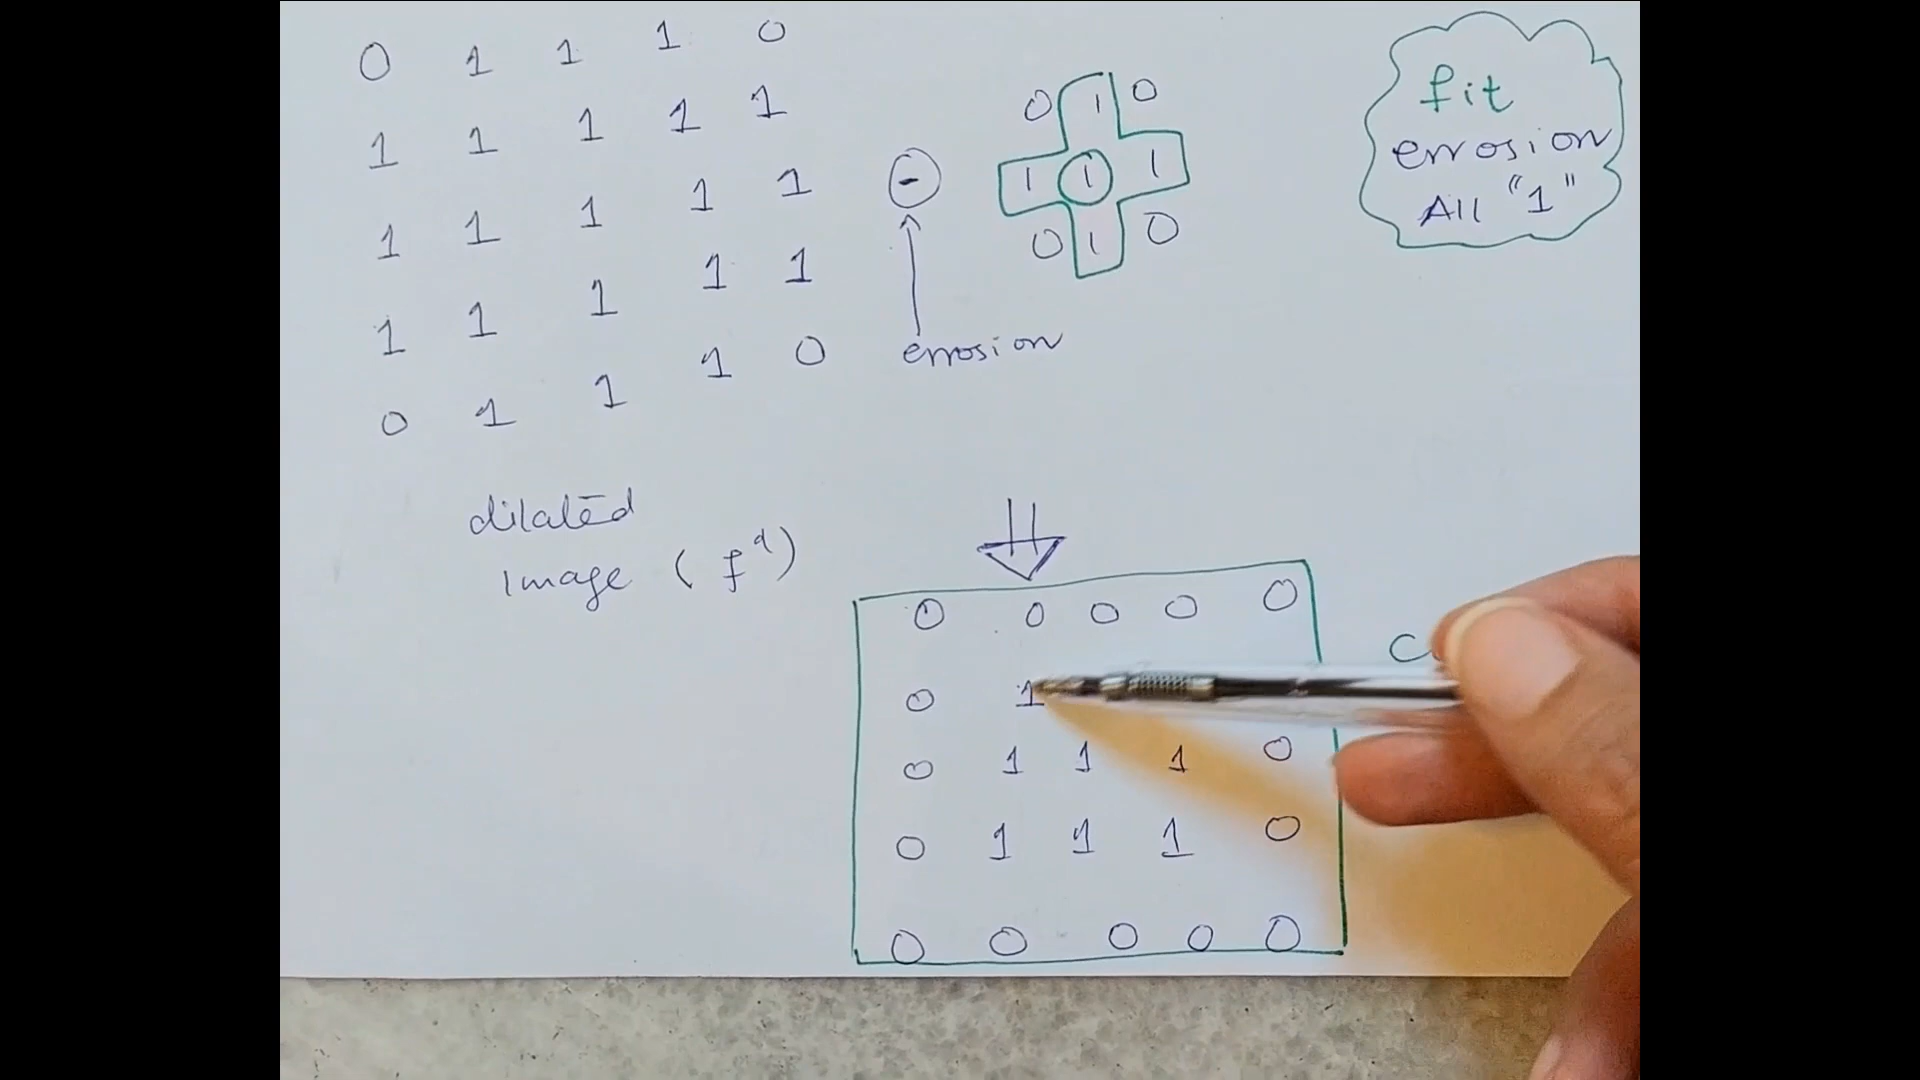 0 1 1 1 0
1 1 1 1 1
1 1 1 1 1
1 1 1 1 1
0 1 1 1 0
dilated
Image (f^d)
-
errosion
0 1 0
1 1 1
0 1 0
fit
errosion
All "1"
0 0 0 0 0
0 1
0 1 1 1 0
0 1 1 1 0
0 0 0 0 0